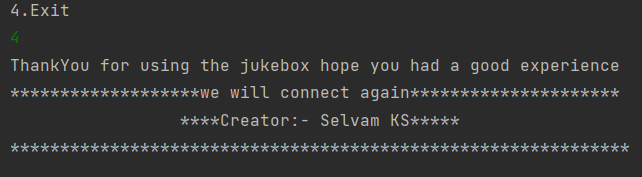 4.Exit
4
ThankYou for using the jukebox hope you had a good experience
*******************we will connect again*********************
****Creator:- Selvam KS*****
**************************************************************